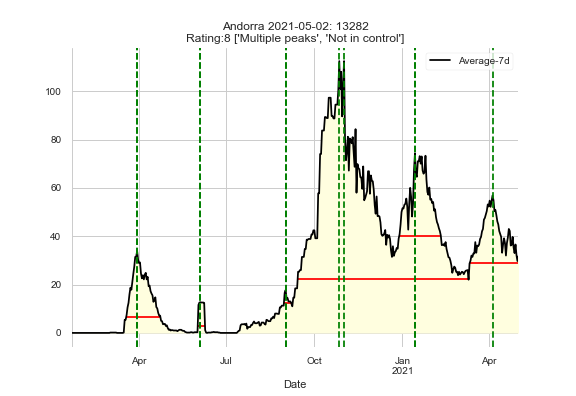 Andorra 2021-05-02: 13282
Rating:8 ['Multiple peaks', 'Not in control']
Average-7d
100
80
60
40
20
0
Apr
Jul
Oct
Jan
2021
Apr
Date